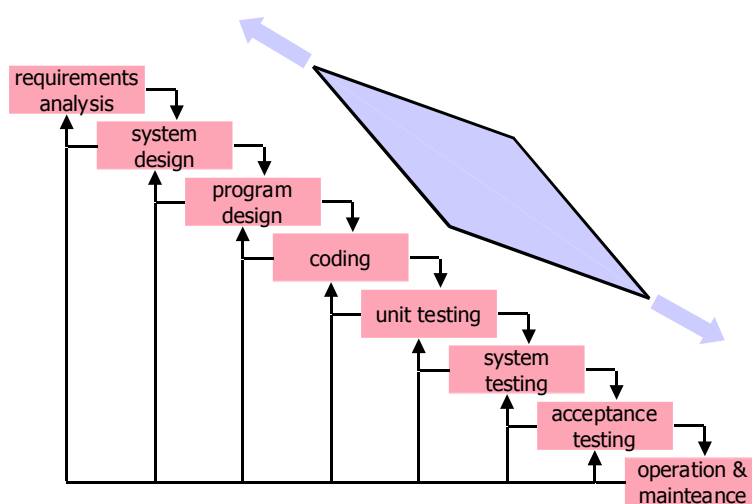 requirements
analysis
system
design
program
design
coding
unit testing
system
testing
acceptance
testing
operation &
mainteance